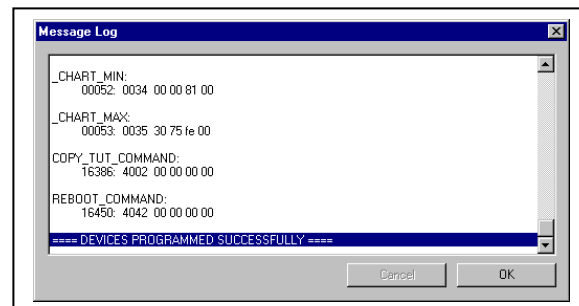 Message Log
_CHART_MIN:
00052: 0034 00 00 81 00
_CHART_MAX:
00053: 0035 30 75 fe 00
COPY_TUT_COMMAND:
16386: 4002 00 00 00 00
REBOOT_COMMAND:
16450: 4042 00 00 00 00
==== DEVICES PROGRAMMED SUCCESSFULLY ====
Cancel OK